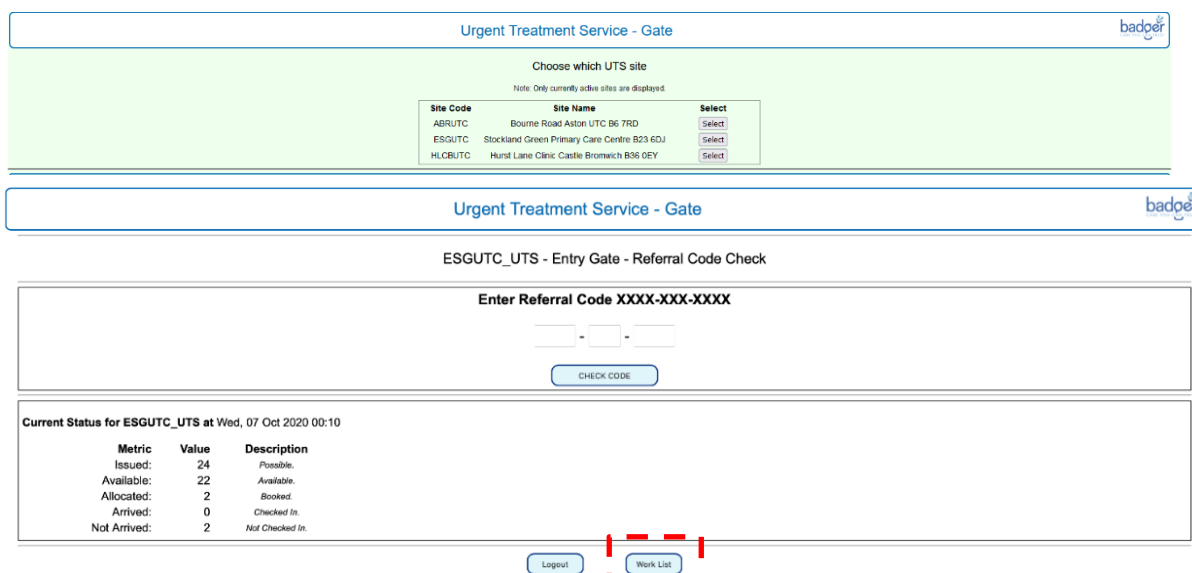 Urgent Treatment Service - Gate
badger
Choose which UTS site
Note: Only currently active sites are displayed.
Site Code Site Name Select
ABRUTC Bourne Road Aston UTC B6 7RD Select
ESGUTC Stockland Green Primary Care Centre B23 6DJ Select
HLCBUTC Hurst Lane Clinic Castle Bromwich B36 0EY Select
Urgent Treatment Service - Gate
badge
ESGUTC_UTS - Entry Gate - Referral Code Check
Enter Referral Code XXXX-XXX-XXXX
- -
CHECK CODE
Current Status for ESGUTC_UTS at Wed, 07 Oct 2020 00:10
Metric Value Description
Issued: 24 Possible.
Available: 22 Available.
Allocated: 2 Booked.
Arrived: 0 Checked In.
Not Arrived: 2 Not Checked In.
Logout Work List